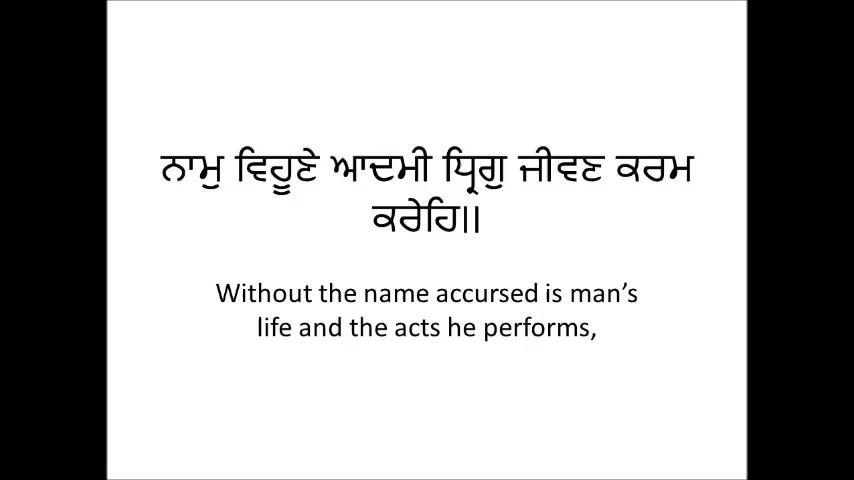 ਨਾਮੁ ਵਿਹੂਣੇ ਆਦਮੀ ਧ੍ਰਿਗੁ ਜੀਵਣ ਕਰਮ
ਕਰੇਹਿ॥
Without the name accursed is man’s
life and the acts he performs,